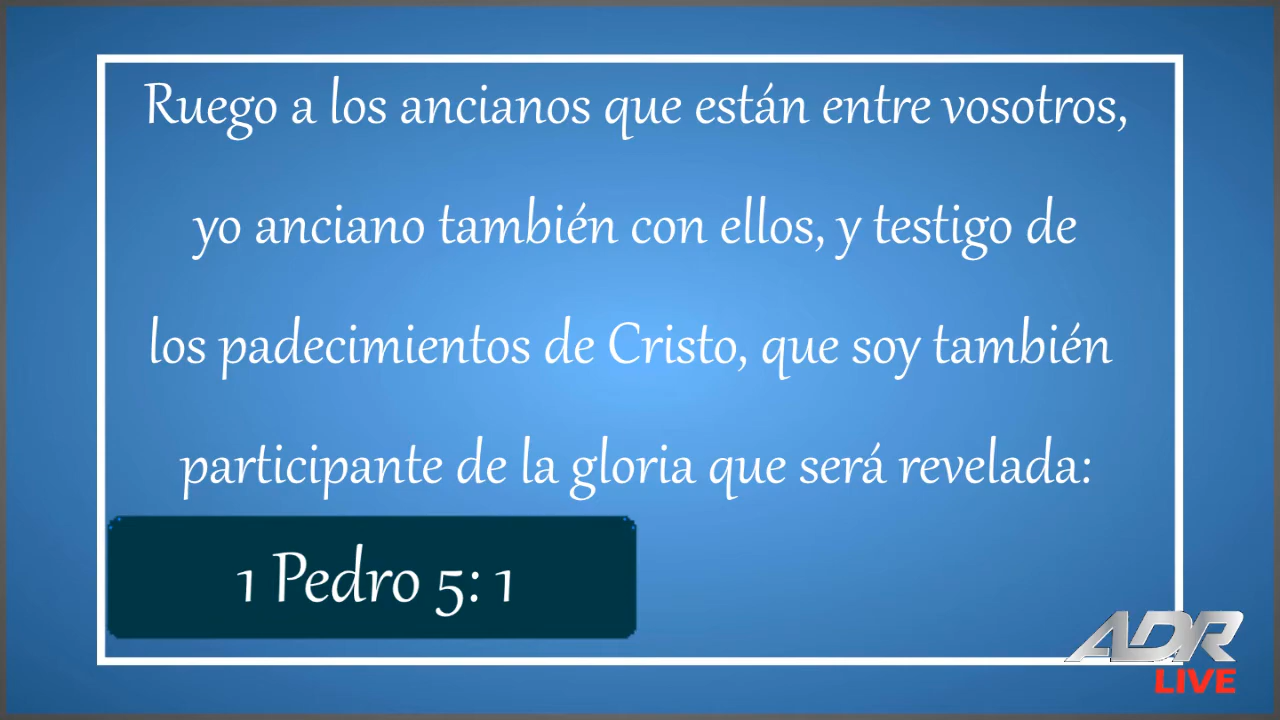 Ruego a los ancianos que están entre vosotros,
yo anciano también con ellos, y testigo de
los padecimientos de Cristo, que soy también
participante de la gloria que será revelada:
1 Pedro 5: 1
ADR
LIVE